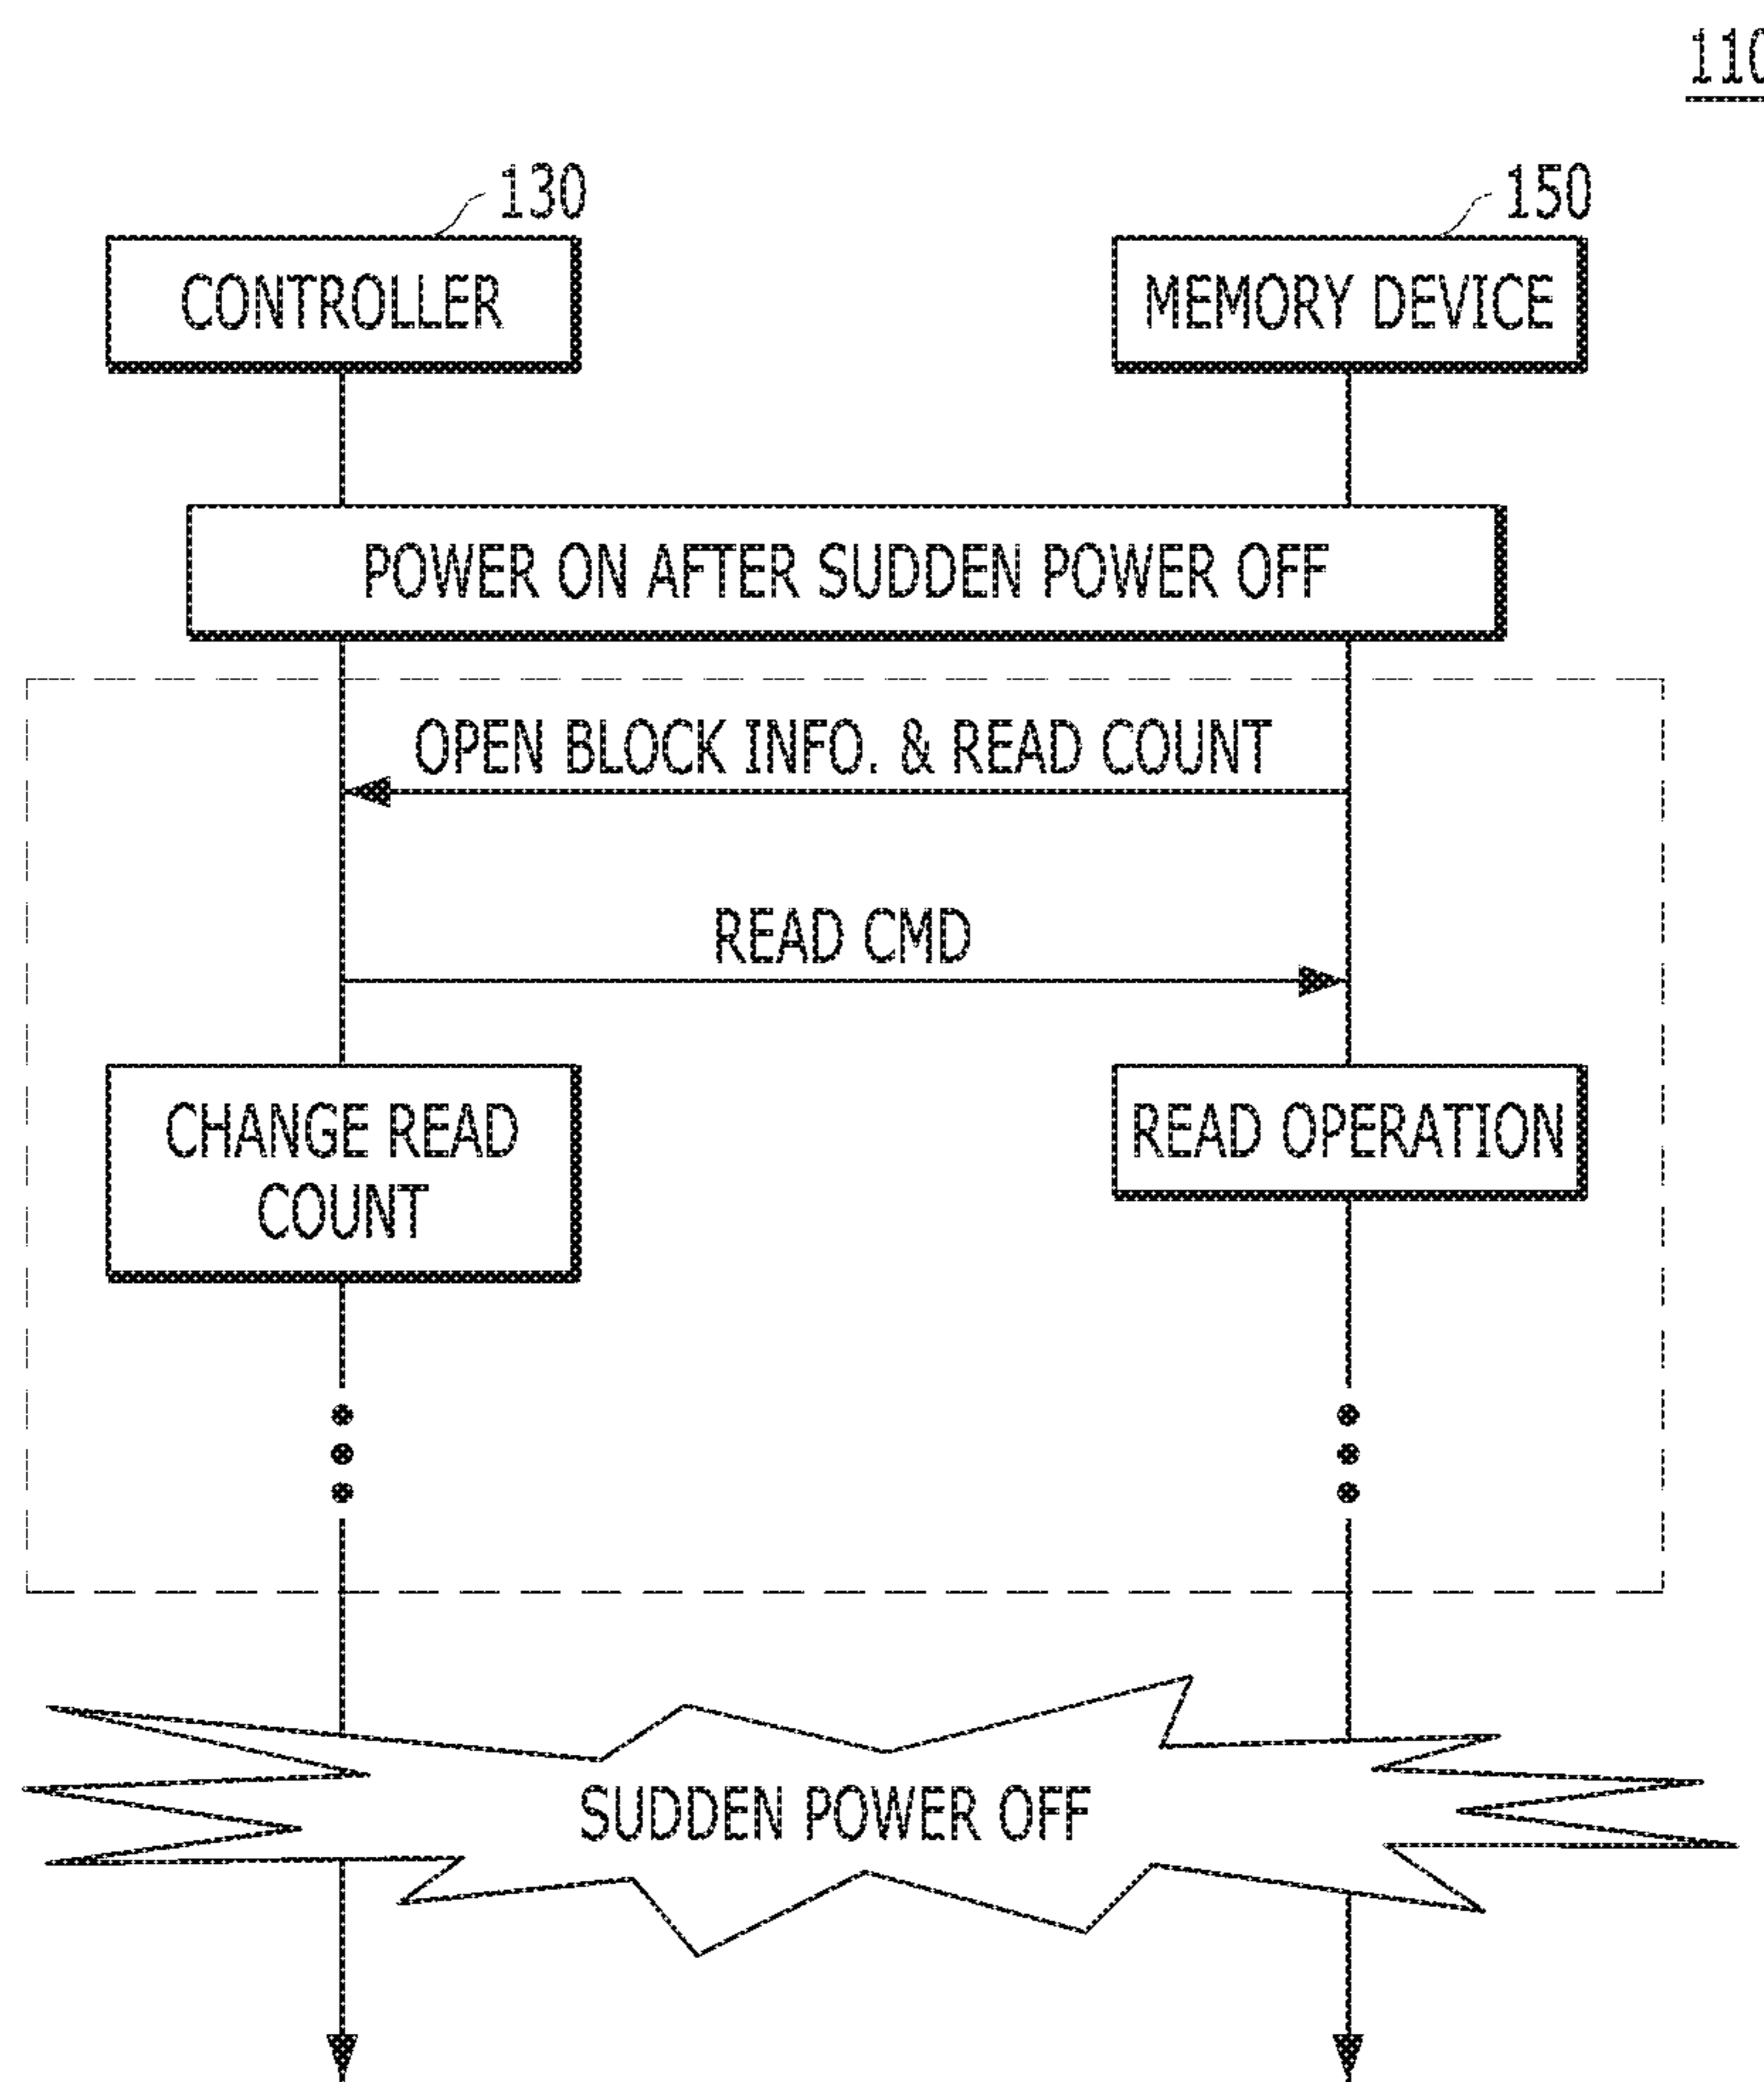 110
130
150
CONTROLLER
MEMORY DEVICE
POWER ON AFTER SUDDEN POWER OFF
OPEN BLOCK INFO. & READ COUNT
READ CMD
CHANGE READ
COUNT
READ OPERATION
SUDDEN POWER OFF